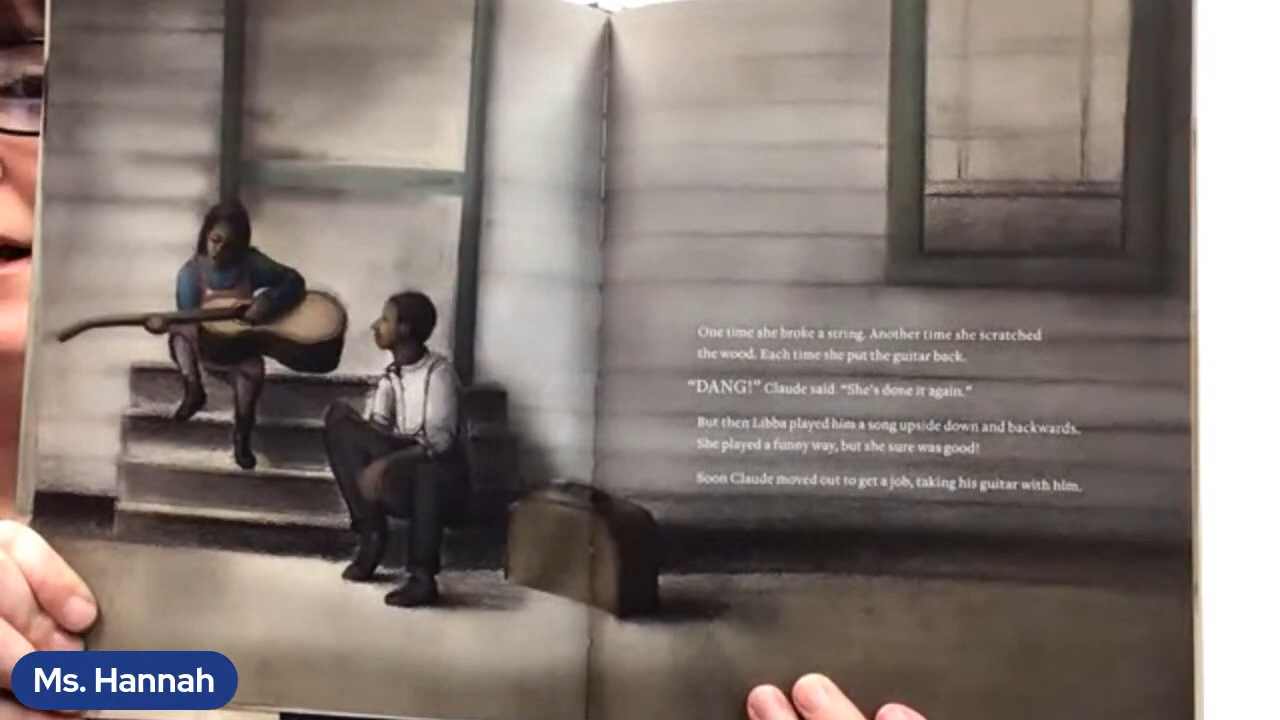 One time she broke a string. Another time she scratched
the wood. Each time she put the guitar back.
“DANG!” Claude said. “She’s done it again.”
But then Libba played him a song upside down and backwards.
She played a funny way, but she sure was good!
Soon Claude moved out to get a job, taking his guitar with him.
Ms. Hannah